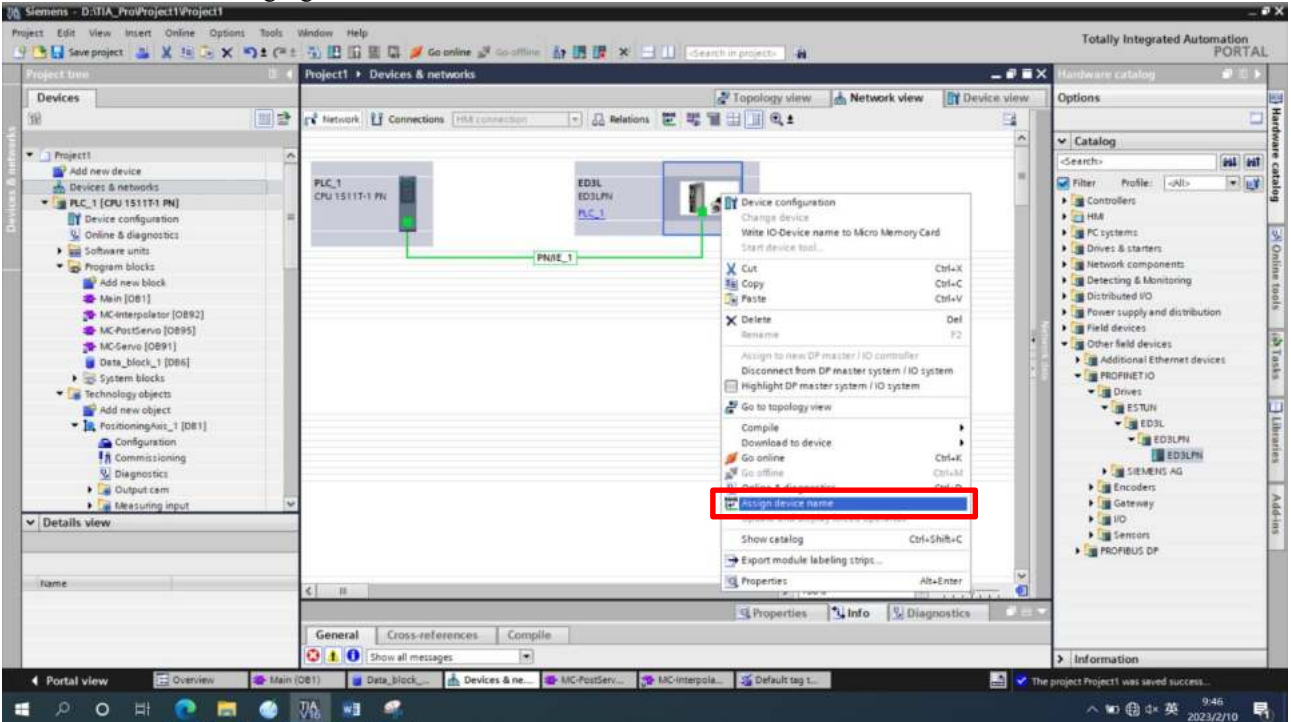 Siemens - D:\TIA_Pro\Project1\Project1
Project Edit View Insert Online Options Tools Window Help
Totally Integrated Automation
PORTAL
Save project
Go online
Go offline
<Search in project>
Project tree
Project1 ▸ Devices & networks
Hardware catalog
Devices
Topology view
Network view
Device view
Options
Network
Connections
HMI connection
Relations
Catalog
<Search>
Filter
Profile:
<All>
Controllers
HMI
PC systems
Drives & starters
Network components
Detecting & Monitoring
Distributed I/O
Power supply and distribution
Field devices
Other field devices
Additional Ethernet devices
PROFINET IO
Drives
ESTUN
ED3L
ED3LPN
ED3LPN
SIEMENS AG
Encoders
Gateway
I/O
Sensors
PROFIBUS DP
Information
Devices & networks
Project1
Add new device
Devices & networks
PLC_1 [CPU 1511T-1 PN]
Device configuration
Online & diagnostics
Software units
Program blocks
Add new block
Main [OB1]
MC-Interpolator [OB92]
MC-PostServo [OB95]
MC-Servo [OB91]
Data_block_1 [DB6]
System blocks
Technology objects
Add new object
PositioningAxis_1 [DB1]
Configuration
Commissioning
Diagnostics
Output cam
Measuring input
Details view
Name
PLC_1
CPU 1511T-1 PN
ED3L
ED3LPN
PLC_1
PN/IE_1
Device configuration
Change device
Write IO-Device name to Micro Memory Card
Start device tool...
Cut Ctrl+X
Copy Ctrl+C
Paste Ctrl+V
Delete Del
Rename F2
Assign to new DP master / IO controller
Disconnect from DP master system / IO system
Highlight DP master system / IO system
Go to topology view
Compile
Download to device
Go online Ctrl+K
Go offline Ctrl+M
Online & diagnostics Ctrl+D
Assign device name
Show catalog Ctrl+Shift+C
Export module labeling strips...
Properties Alt+Enter
Network data
Hardware catalog
Online tools
Tasks
Libraries
Add-ins
Properties
Info
Diagnostics
General
Cross-references
Compile
Show all messages
Portal view
Overview
Main (OB1)
Data_block_...
Devices & ne...
MC-PostServ...
MC-Interpola...
Default tag t...
The project Project1 was saved success...
英
9:46
2023/2/10